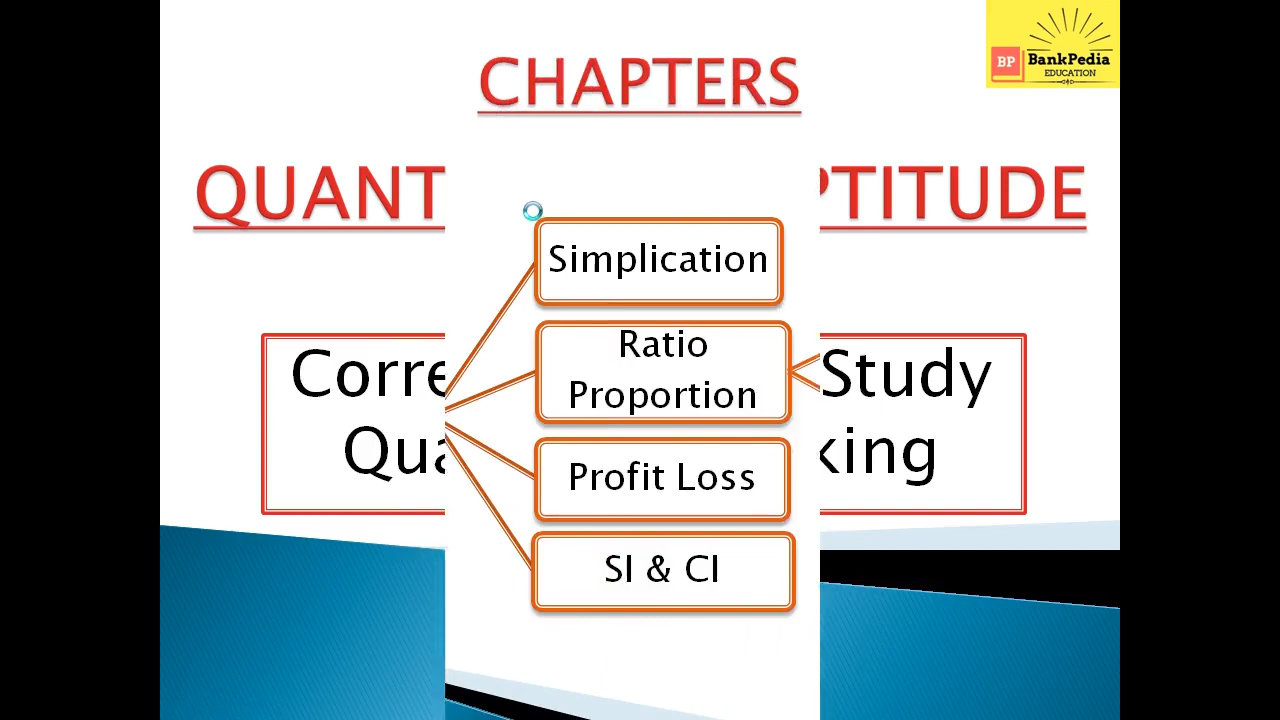 CHAPTERS
BP
BankPedia
EDUCATION
QUANT
PTITUDE
Simplication
Ratio
Proportion
Profit Loss
SI & CI
Corre
Study
Qua
king